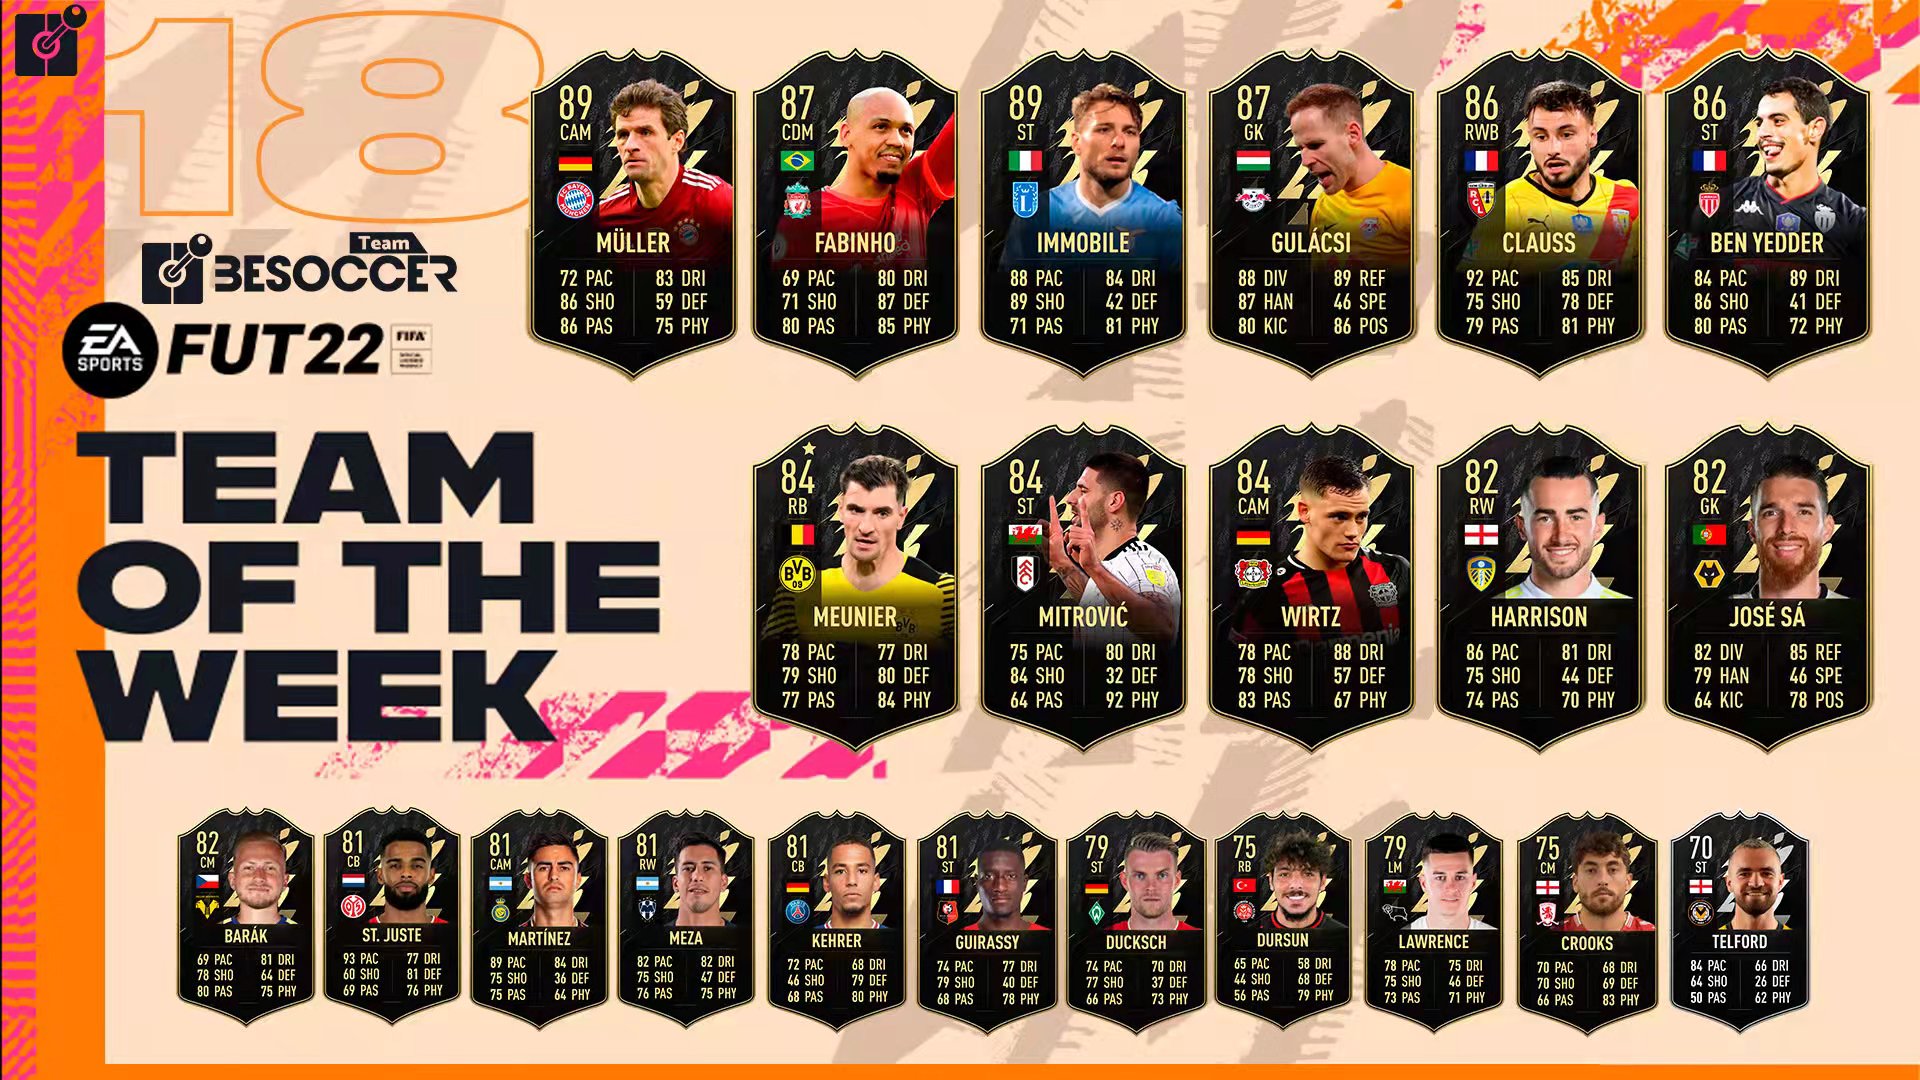 18
Team
BESOCCER
EA
SPORTS
FUT22
FIFA
TEAM
OF THE
WEEK
89
CAM
MÜLLER
72 PAC 83 DRI
86 SHO 59 DEF
86 PAS 75 PHY
87
CDM
FABINHO
69 PAC 80 DRI
71 SHO 87 DEF
80 PAS 85 PHY
89
ST
IMMOBILE
88 PAC 84 DRI
89 SHO 42 DEF
71 PAS 81 PHY
87
GK
GULÁCSI
88 DIV 89 REF
87 HAN 46 SPE
80 KIC 86 POS
86
RWB
CLAUSS
92 PAC 85 DRI
75 SHO 78 DEF
79 PAS 81 PHY
86
ST
BEN YEDDER
84 PAC 89 DRI
86 SHO 41 DEF
80 PAS 72 PHY
84
RB
BVB
09
MEUNIER
78 PAC 77 DRI
79 SHO 80 DEF
77 PAS 84 PHY
84
ST
MITROVIĆ
75 PAC 80 DRI
84 SHO 32 DEF
64 PAS 92 PHY
84
CAM
WIRTZ
78 PAC 88 DRI
78 SHO 57 DEF
83 PAS 67 PHY
82
RW
HARRISON
86 PAC 81 DRI
75 SHO 44 DEF
74 PAS 70 PHY
82
GK
JOSÉ SÁ
82 DIV 85 REF
79 HAN 46 SPE
64 KIC 78 POS
82
CM
BARÁK
69 PAC 81 DRI
78 SHO 64 DEF
80 PAS 75 PHY
81
CB
ST. JUSTE
93 PAC 77 DRI
60 SHO 81 DEF
69 PAS 76 PHY
81
CAM
MARTÍNEZ
89 PAC 84 DRI
75 SHO 36 DEF
75 PAS 64 PHY
81
RW
MEZA
82 PAC 82 DRI
75 SHO 47 DEF
76 PAS 75 PHY
81
CB
KEHRER
72 PAC 68 DRI
46 SHO 79 DEF
68 PAS 80 PHY
81
ST
GUIRASSY
74 PAC 77 DRI
79 SHO 40 DEF
68 PAS 78 PHY
79
ST
DUCKSCH
74 PAC 70 DRI
77 SHO 37 DEF
66 PAS 73 PHY
75
RB
DURSUN
65 PAC 58 DRI
44 SHO 68 DEF
56 PAS 79 PHY
79
LM
LAWRENCE
78 PAC 75 DRI
75 SHO 46 DEF
73 PAS 71 PHY
75
CM
CROOKS
70 PAC 68 DRI
70 SHO 69 DEF
66 PAS 83 PHY
70
ST
TELFORD
84 PAC 66 DRI
64 SHO 26 DEF
50 PAS 62 PHY